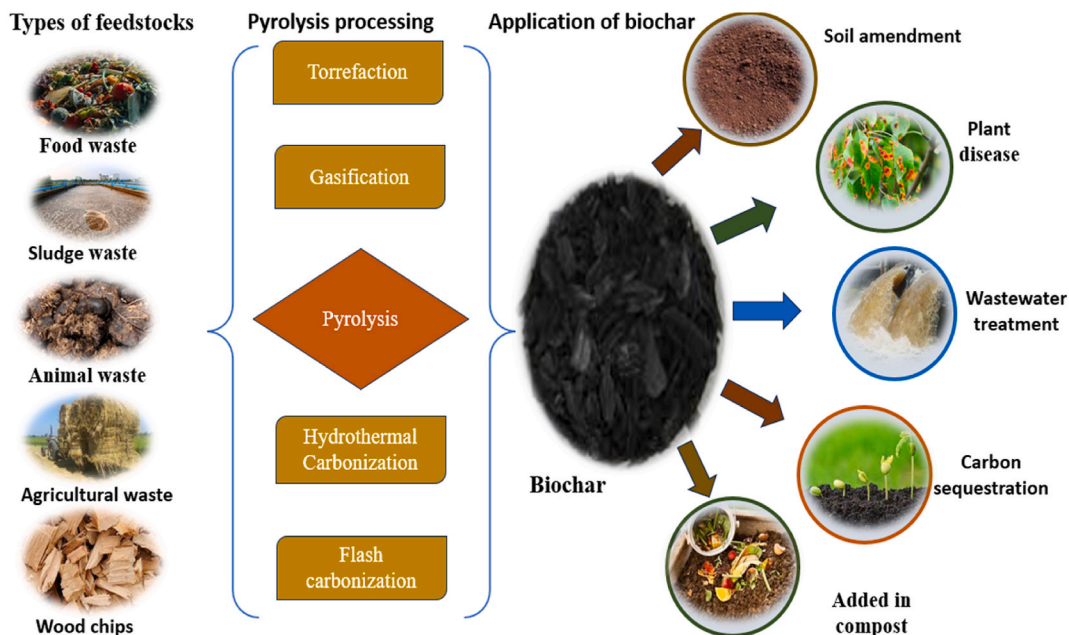 Types of feedstocks
Food waste
Sludge waste
Animal waste
Agricultural waste
Wood chips
Pyrolysis processing
Torrefaction
Gasification
Pyrolysis
Hydrothermal
Carbonization
Flash
carbonization
Application of biochar
Biochar
Soil amendment
Plant
disease
Wastewater
treatment
Carbon
sequestration
Added in
compost